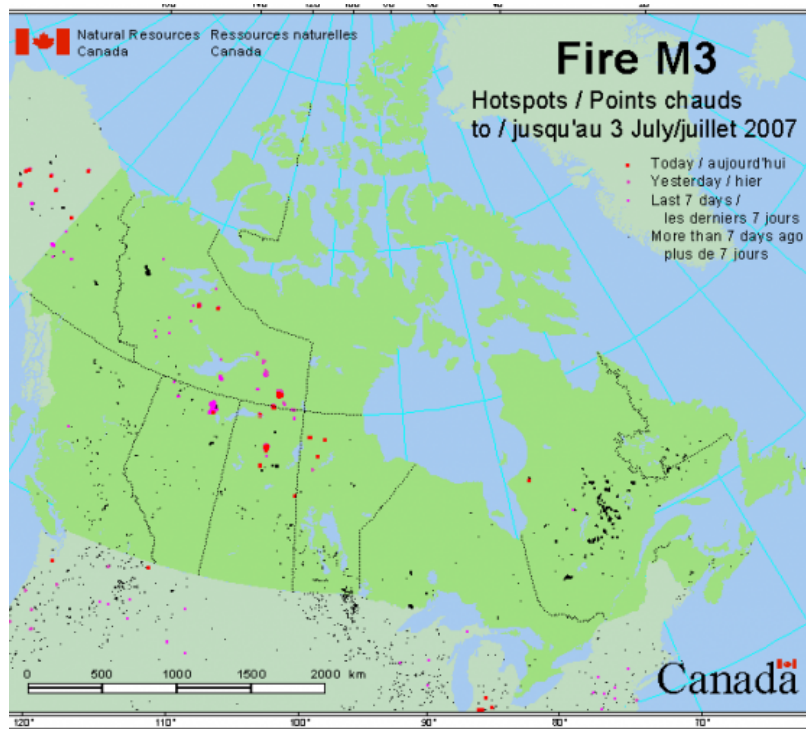 Natural Resources Ressources naturelles
Canada Canada
Fire M3
Hotspots / Points chauds
to / jusqu'au 3 July/juillet 2007
Today / aujourd'hui
Yesterday / hier
Last 7 days /
les derniers 7 jours
More than 7 days ago
plus de 7 jours
0 500 1000 1500 2000 km
Canada
120° 110° 100° 90° 80° 70°